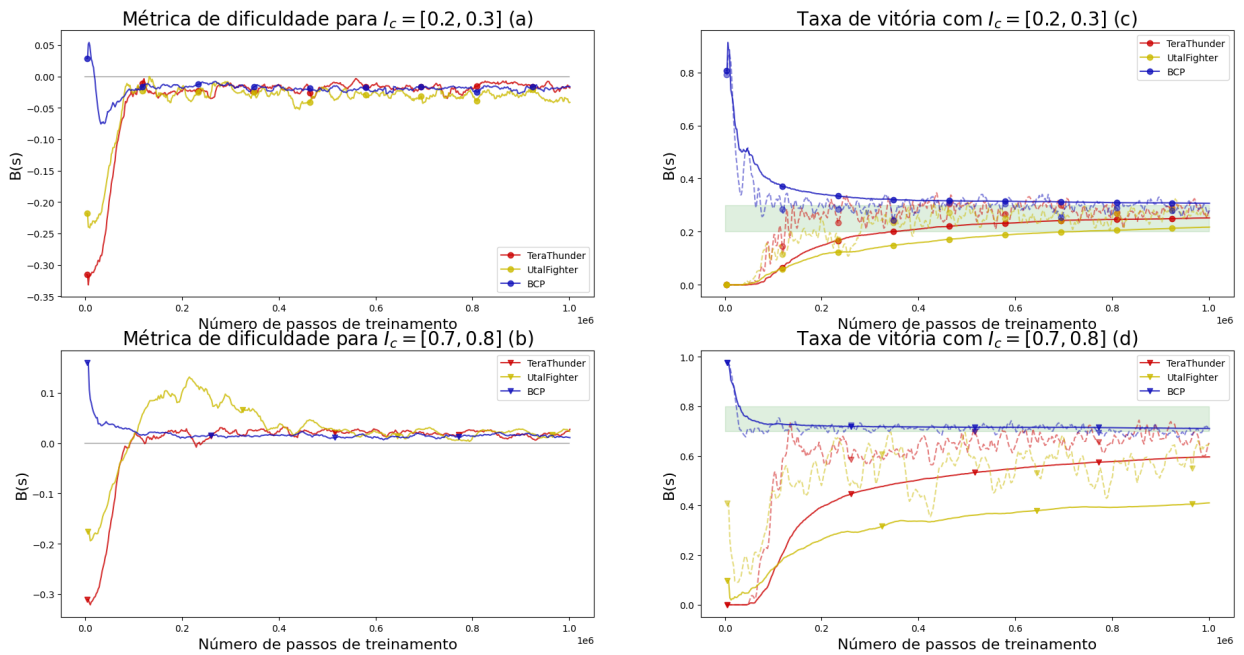 Métrica de dificuldade para I_c = [0.2, 0.3] (a)
B(s)
0.05
0.00
−0.05
−0.10
−0.15
−0.20
−0.25
−0.30
−0.35
TeraThunder
UtalFighter
BCP
0.0 0.2 0.4 0.6 0.8 1.0
1e6
Número de passos de treinamento
Taxa de vitória com I_c = [0.2, 0.3] (c)
B(s)
0.8
0.6
0.4
0.2
0.0
TeraThunder
UtalFighter
BCP
0.0 0.2 0.4 0.6 0.8 1.0
1e6
Número de passos de treinamento
Métrica de dificuldade para I_c = [0.7, 0.8] (b)
B(s)
0.1
0.0
−0.1
−0.2
−0.3
TeraThunder
UtalFighter
BCP
0.0 0.2 0.4 0.6 0.8 1.0
1e6
Número de passos de treinamento
Taxa de vitória com I_c = [0.7, 0.8] (d)
B(s)
1.0
0.8
0.6
0.4
0.2
0.0
TeraThunder
UtalFighter
BCP
0.0 0.2 0.4 0.6 0.8 1.0
1e6
Número de passos de treinamento